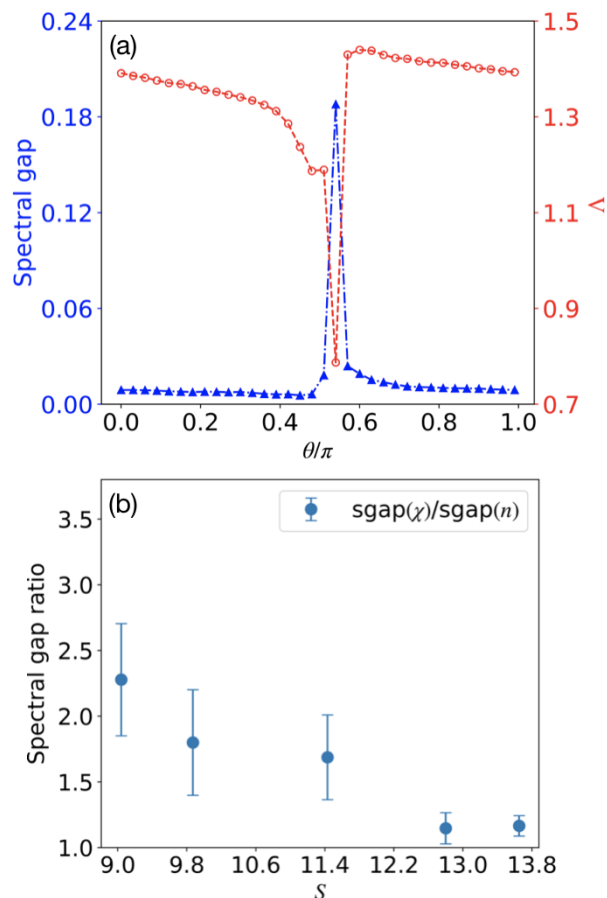 (a)
0.24
0.18
0.12
0.06
0.00
Spectral gap
1.5
1.3
1.1
0.9
0.7
V
0.0 0.2 0.4 0.6 0.8 1.0
θ/π
(b)
sgap(χ)/sgap(n)
3.5
3.0
2.5
2.0
1.5
1.0
Spectral gap ratio
9.0 9.8 10.6 11.4 12.2 13.0 13.8
S